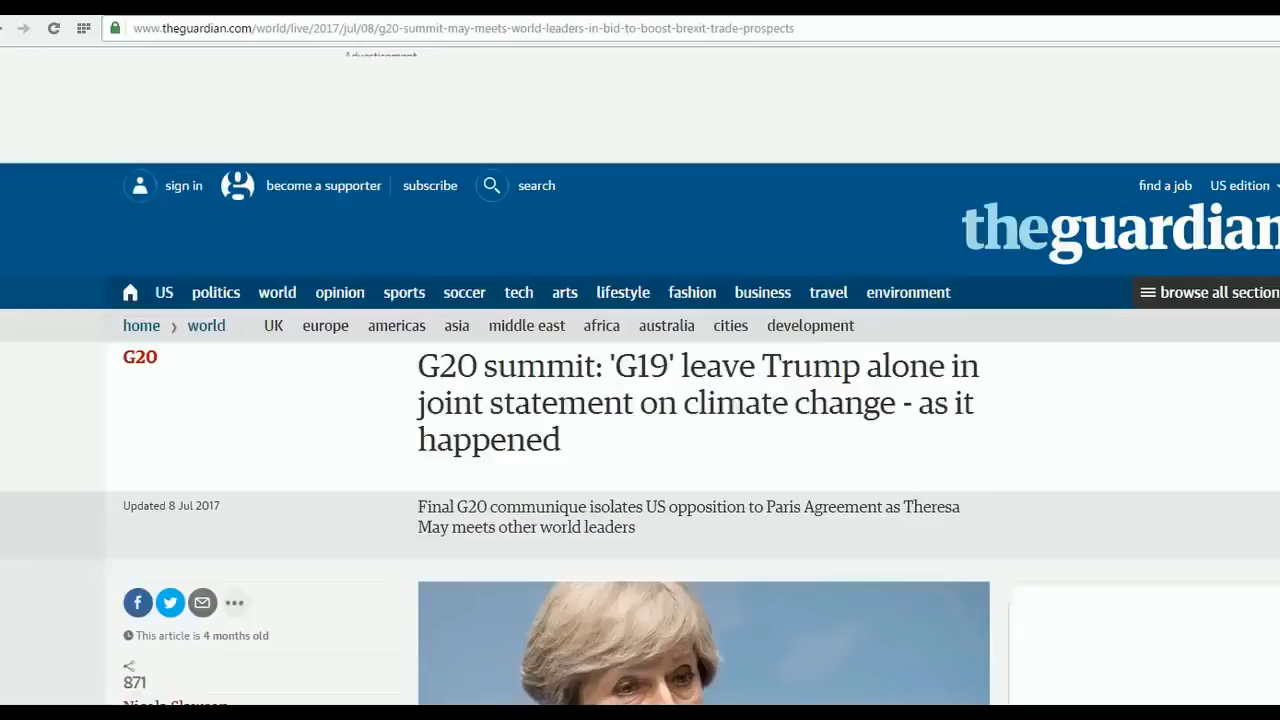 www.theguardian.com/world/live/2017/jul/08/g20-summit-may-meets-world-leaders-in-bid-to-boost-brexit-trade-prospects
Advertisement
sign in become a supporter subscribe search find a job US edition
theguardian
US politics world opinion sports soccer tech arts lifestyle fashion business travel environment browse all section
home world UK europe americas asia middle east africa australia cities development
G20
G20 summit: 'G19' leave Trump alone in
joint statement on climate change - as it
happened
Updated 8 Jul 2017
Final G20 communique isolates US opposition to Paris Agreement as Theresa
May meets other world leaders
This article is 4 months old
871